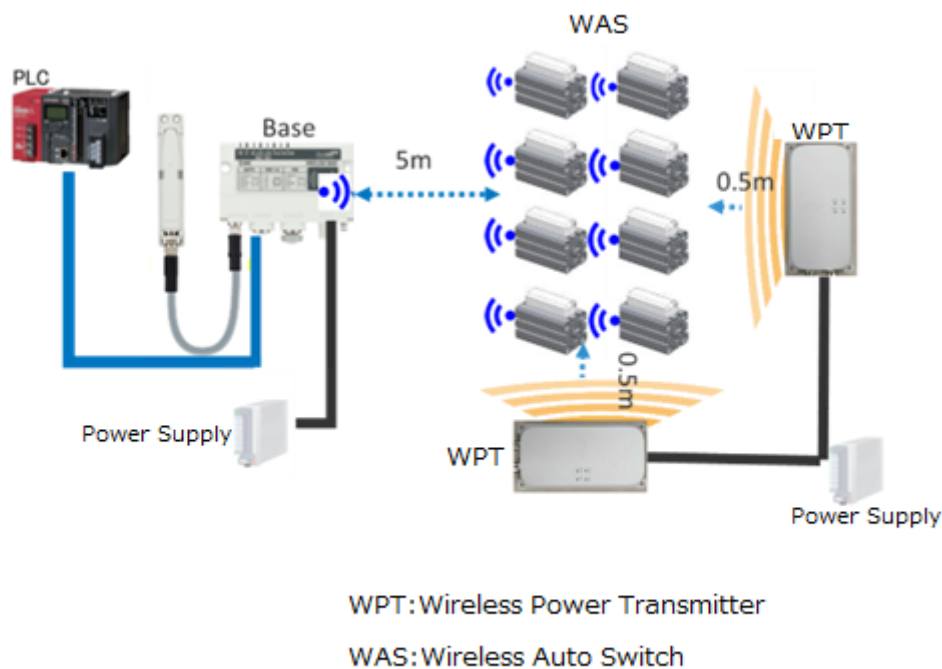 WAS
PLC
Base
WPT
5m
0.5m
0.5m
Power Supply
WPT
Power Supply
WPT:Wireless Power Transmitter
WAS:Wireless Auto Switch